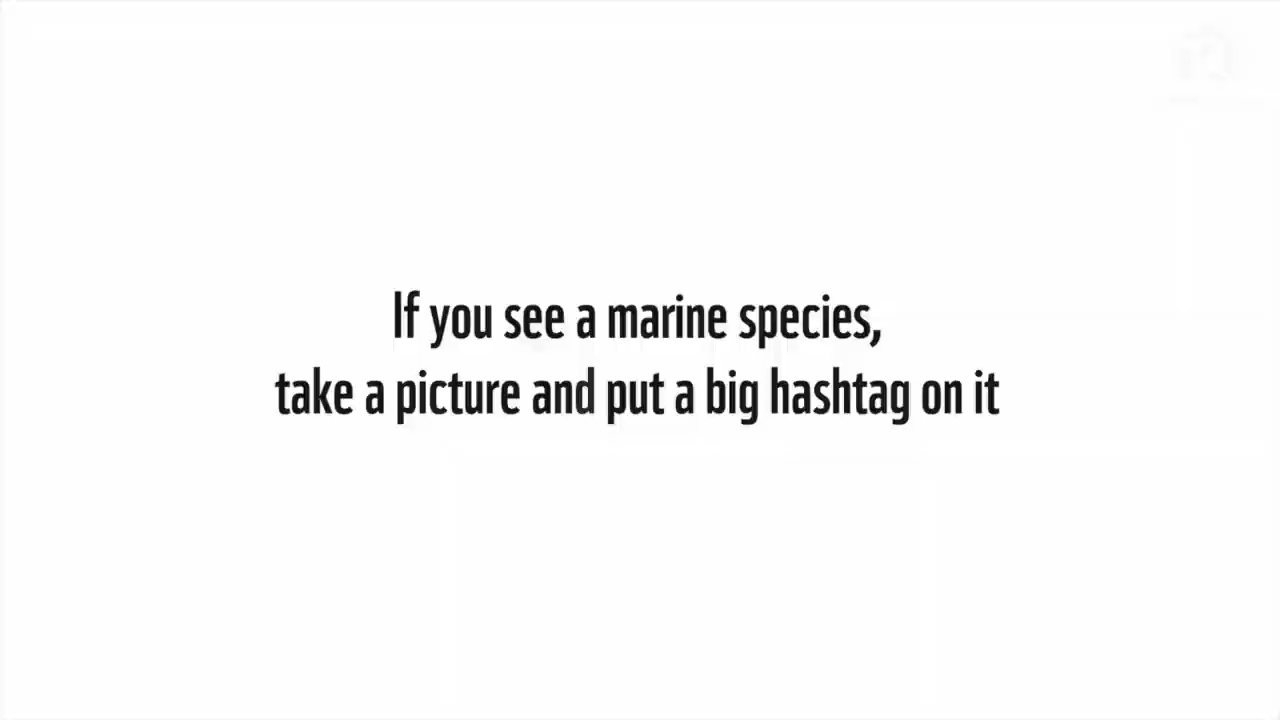 If you see a marine species,
take a picture and put a big hashtag on it